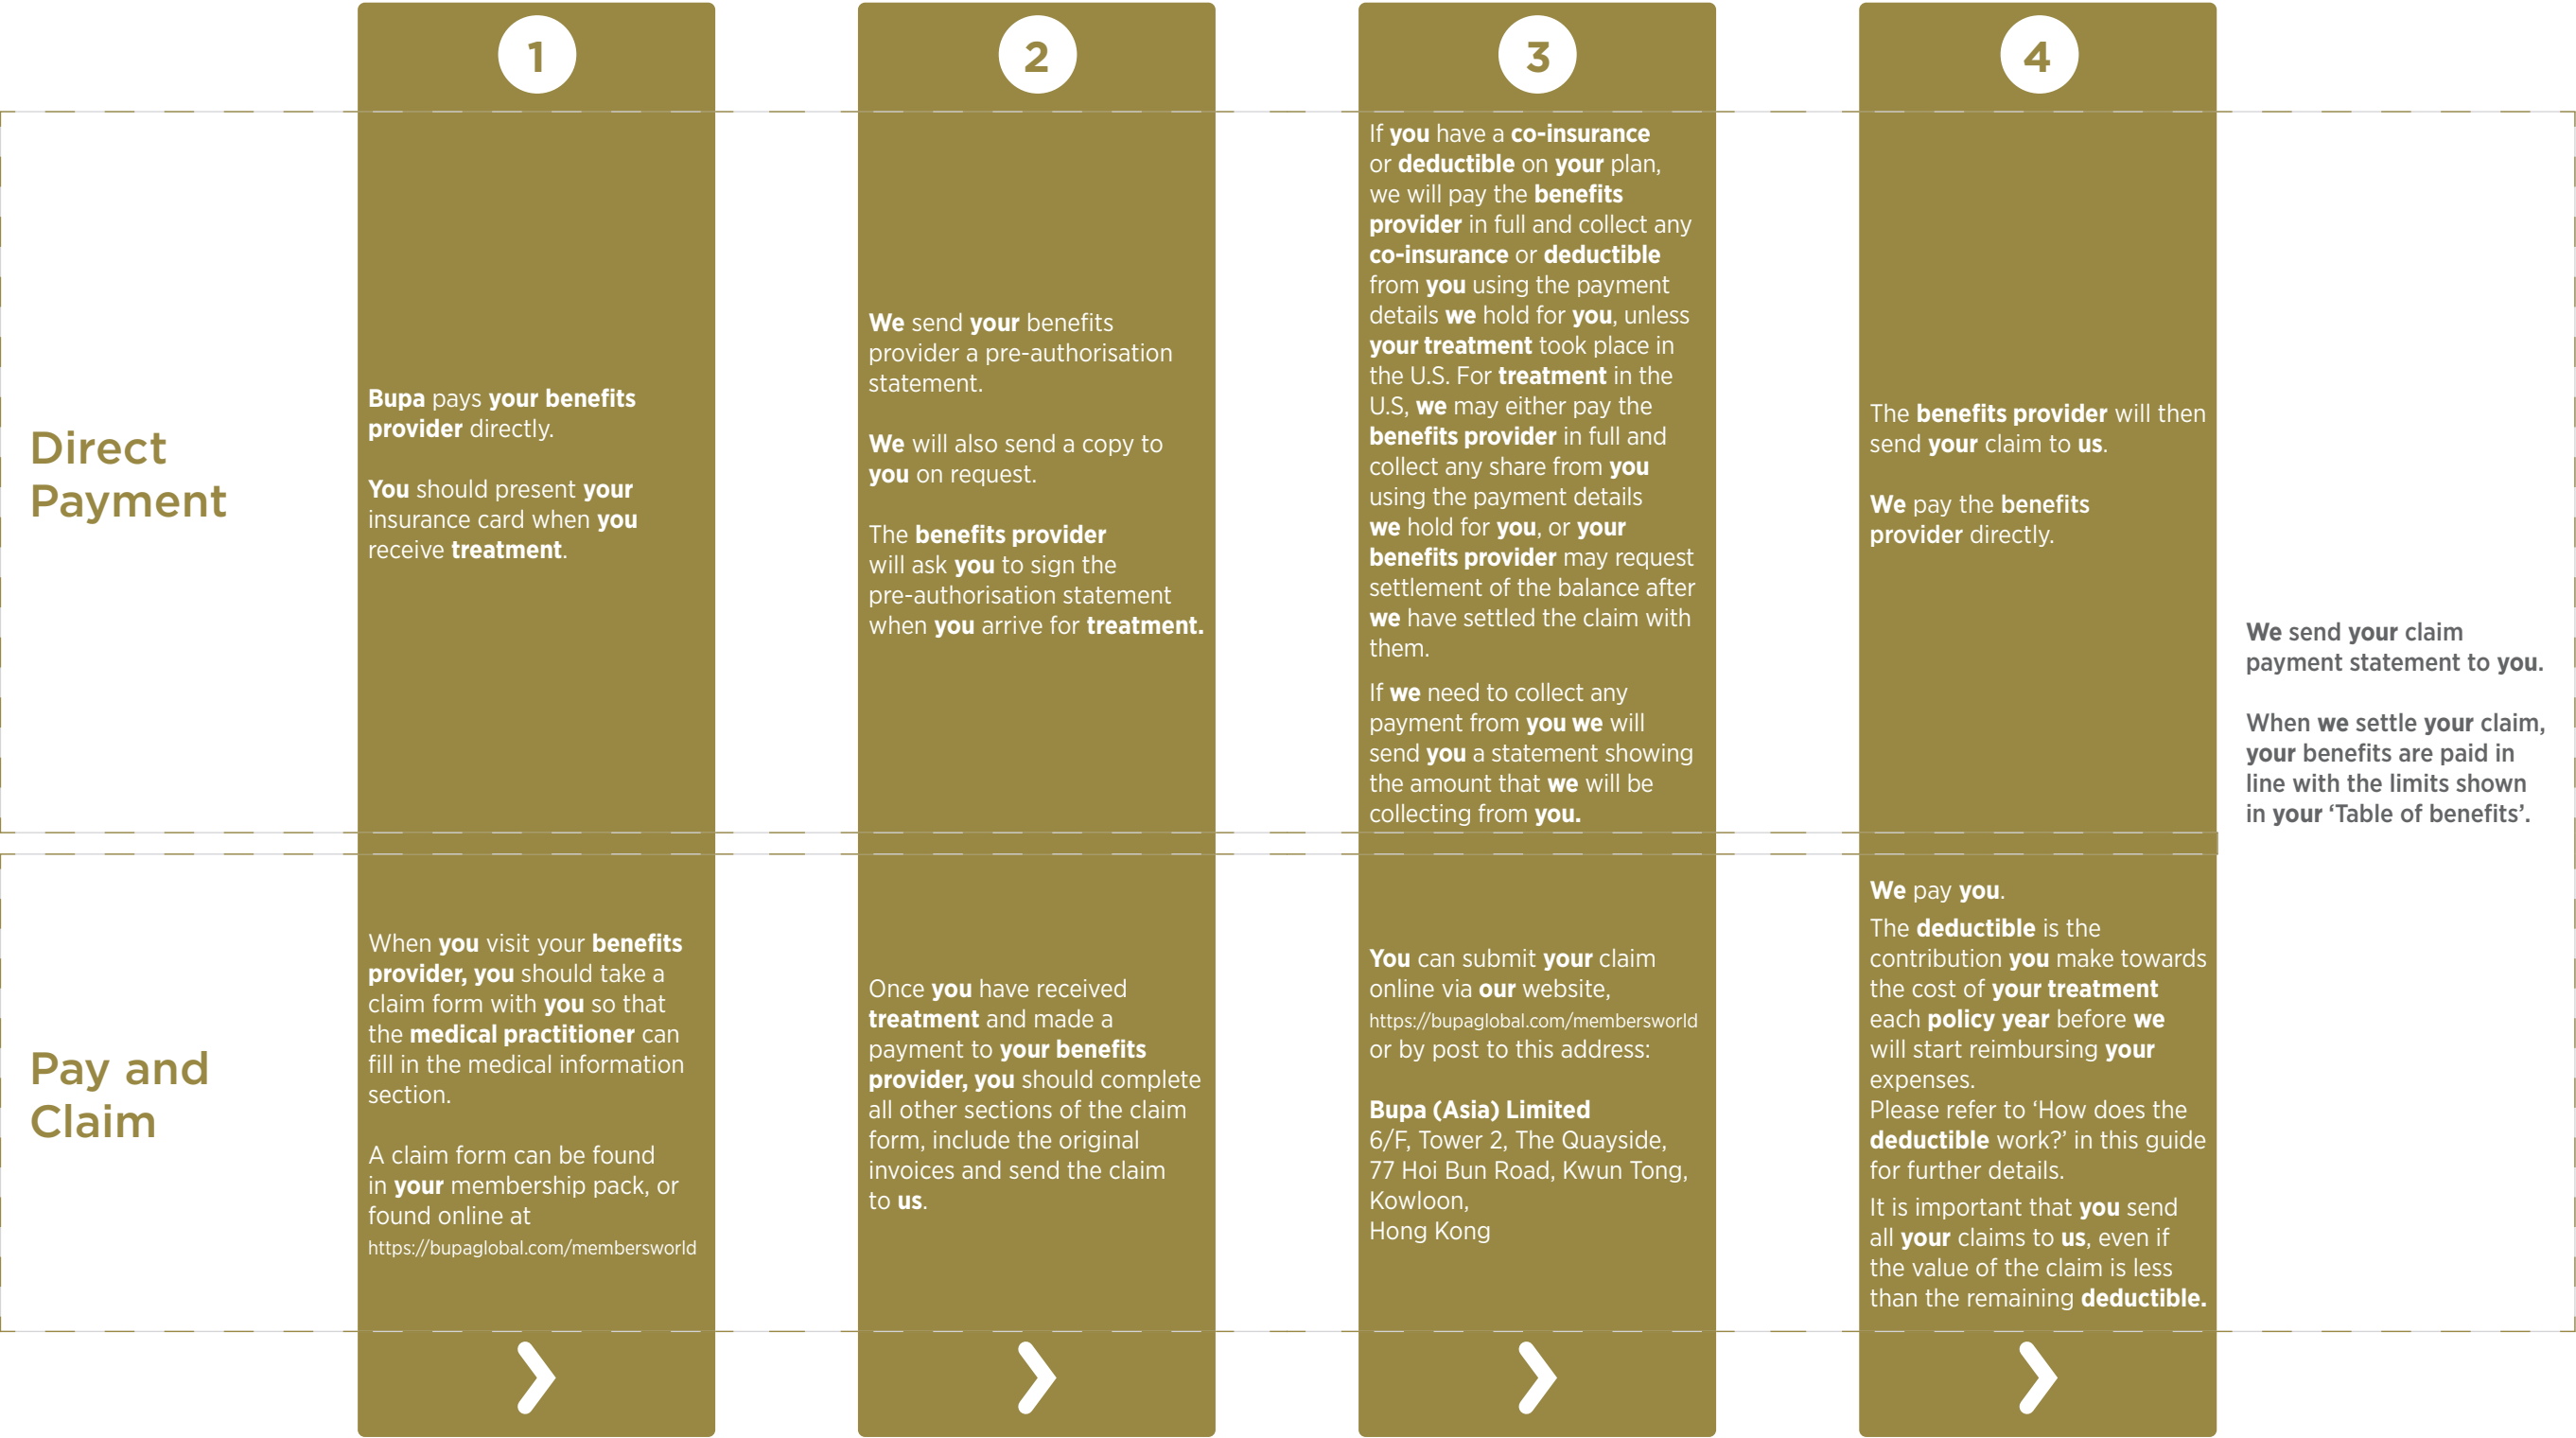 1
2
3
4
Direct
Payment
Bupa pays your benefits
provider directly.
You should present your
insurance card when you
receive treatment.
We send your benefits
provider a pre-authorisation
statement.
We will also send a copy to
you on request.
The benefits provider
will ask you to sign the
pre-authorisation statement
when you arrive for treatment.
If you have a co-insurance
or deductible on your plan,
we will pay the benefits
provider in full and collect any
co-insurance or deductible
from you using the payment
details we hold for you, unless
your treatment took place in
the U.S. For treatment in the
U.S, we may either pay the
benefits provider in full and
collect any share from you
using the payment details
we hold for you, or your
benefits provider may request
settlement of the balance after
we have settled the claim with
them.
If we need to collect any
payment from you we will
send you a statement showing
the amount that we will be
collecting from you.
The benefits provider will then
send your claim to us.
We pay the benefits
provider directly.
Pay and
Claim
When you visit your benefits
provider, you should take a
claim form with you so that
the medical practitioner can
fill in the medical information
section.
A claim form can be found
in your membership pack, or
found online at
https://bupaglobal.com/membersworld
Once you have received
treatment and made a
payment to your benefits
provider, you should complete
all other sections of the claim
form, include the original
invoices and send the claim
to us.
You can submit your claim
online via our website,
https://bupaglobal.com/membersworld
or by post to this address:
Bupa (Asia) Limited
6/F, Tower 2, The Quayside,
77 Hoi Bun Road, Kwun Tong,
Kowloon,
Hong Kong
We pay you.
The deductible is the
contribution you make towards
the cost of your treatment
each policy year before we
will start reimbursing your
expenses.
Please refer to ‘How does the
deductible work?’ in this guide
for further details.
It is important that you send
all your claims to us, even if
the value of the claim is less
than the remaining deductible.
We send your claim
payment statement to you.
When we settle your claim,
your benefits are paid in
line with the limits shown
in your ‘Table of benefits’.